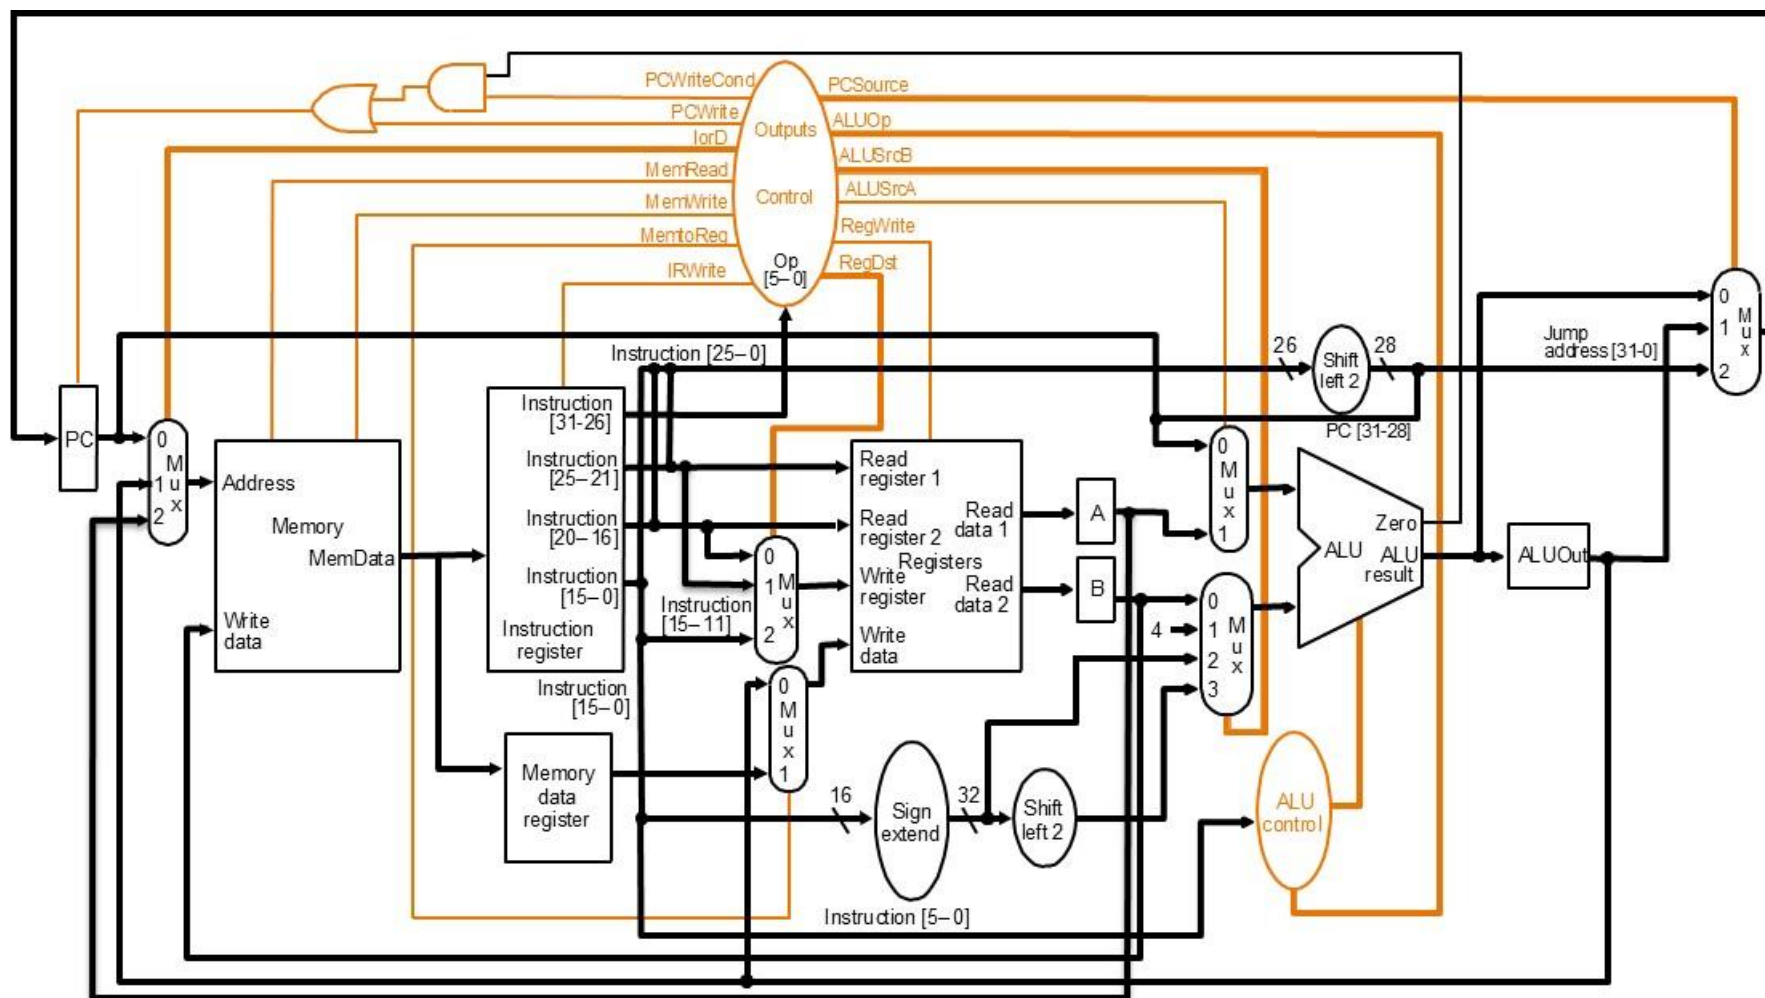 PCWriteCond
PCSource
PCWrite
ALUOp
IorD
Outputs
ALUSrcB
MemRead
ALUSrcA
MemWrite
Control
RegWrite
MemtoReg
RegDst
IRWrite
Op
[5–0]
0
1
2
M
u
x
Instruction [25–0]
26
Shift
left 2
28
Jump
address [31-0]
PC [31-28]
PC
0
1
2
M
u
x
Address
Memory
MemData
Write
data
Instruction
[31-26]
Instruction
[25–21]
Instruction
[20–16]
Instruction
[15–0]
Instruction
register
Instruction
[15–11]
0
1
2
M
u
x
Read
register 1
Read
register 2
Registers
Write
register
Write
data
Read
data 1
Read
data 2
A
B
0
M
u
x
1
4
0
1
2
3
M
u
x
Zero
ALU
ALU
result
ALUOut
Instruction
[15–0]
0
M
u
x
1
Memory
data
register
16
Sign
extend
32
Shift
left 2
ALU
control
Instruction [5–0]